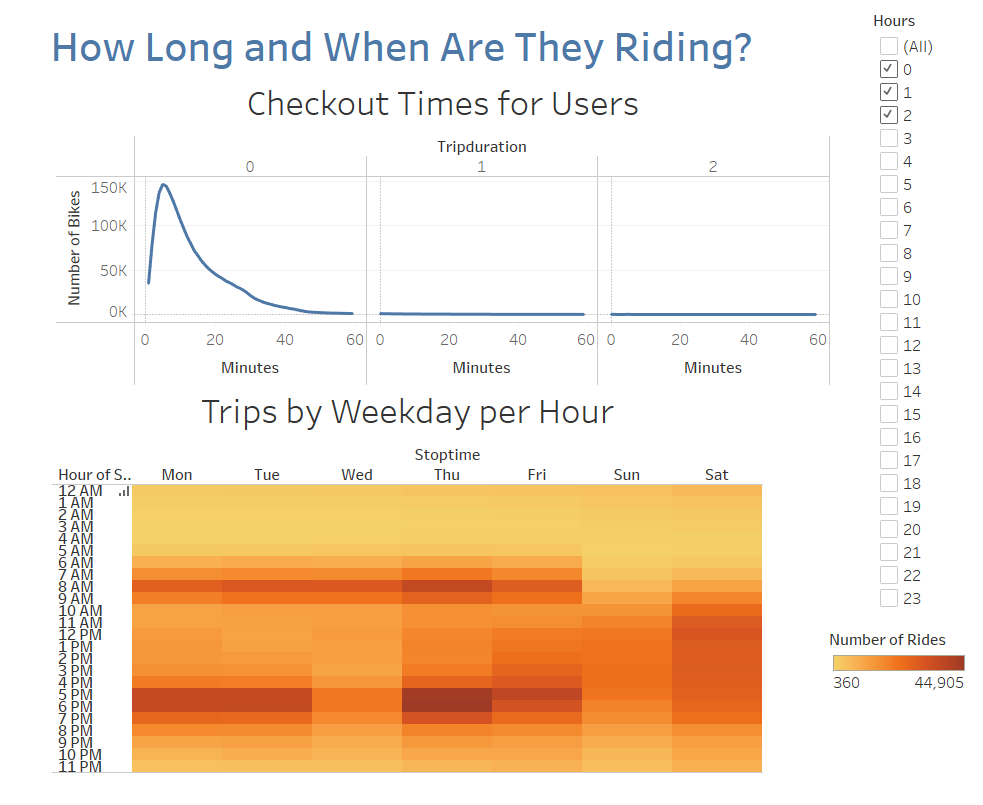 How Long and When Are They Riding?
Checkout Times for Users
Tripduration
0 1 2
Number of Bikes
150K
100K
50K
0K
0 20 40 60 0 20 40 60 0 20 40 60
Minutes Minutes Minutes
Trips by Weekday per Hour
Stoptime
Hour of S.. Mon Tue Wed Thu Fri Sun Sat
12 AM
1 AM
2 AM
3 AM
4 AM
5 AM
6 AM
7 AM
8 AM
9 AM
10 AM
11 AM
12 PM
1 PM
2 PM
3 PM
4 PM
5 PM
6 PM
7 PM
8 PM
9 PM
10 PM
11 PM
Hours
(All)
0
1
2
3
4
5
6
7
8
9
10
11
12
13
14
15
16
17
18
19
20
21
22
23
Number of Rides
360 44,905